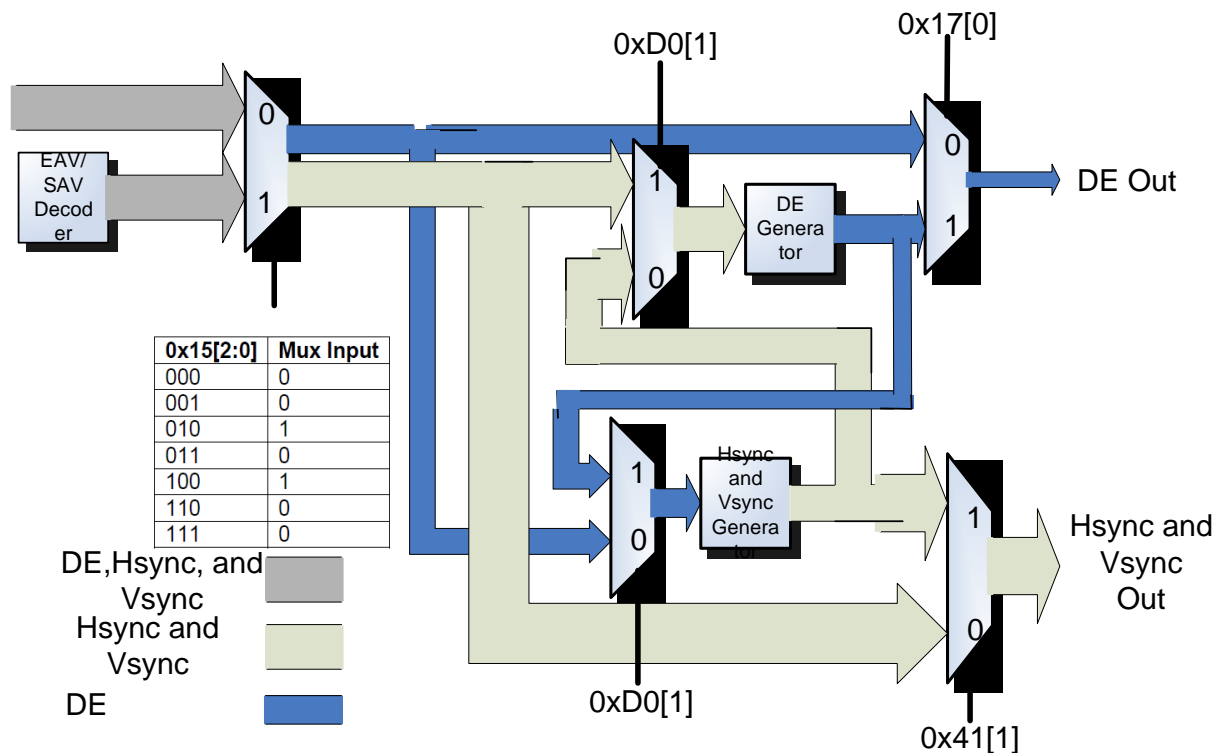 0xD0[1]
0x17[0]
0
1
EAV/
SAV
Decod
er
1
0
DE
Genera
tor
0
1
DE Out
0x15[2:0] Mux Input
000 0
001 0
010 1
011 0
100 1
110 0
111 0
1
0
Hsync
and
Vsync
Genera
tor
1
0
Hsync and
Vsync
Out
DE,Hsync, and
Vsync
Hsync and
Vsync
DE
0xD0[1]
0x41[1]